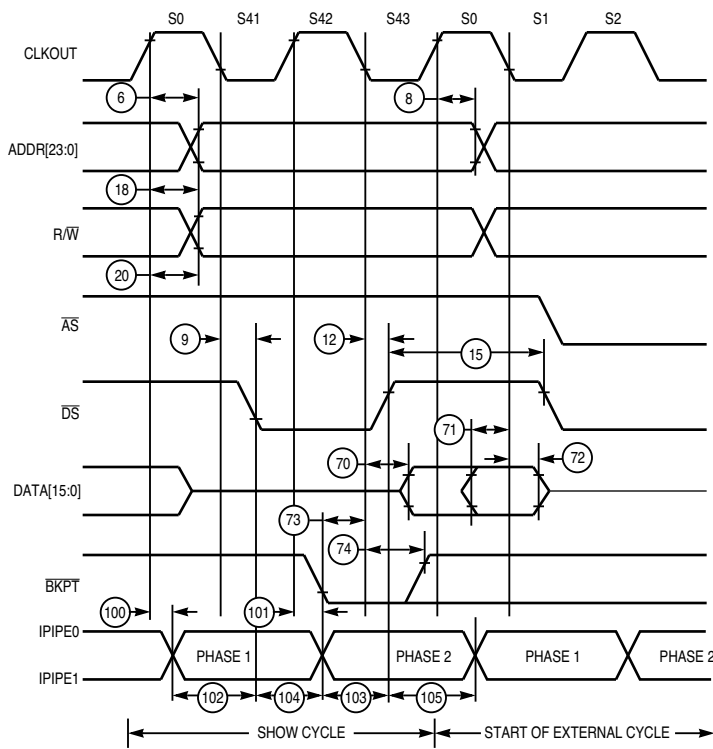 S0 S41 S42 S43 S0 S1 S2
CLKOUT
6 8
ADDR[23:0]
18
R/W
20
AS
9 12 15
DS
71
70 72
DATA[15:0]
73
74
BKPT
100 101
IPIPE0
PHASE 1 PHASE 2 PHASE 1 PHASE 2
IPIPE1
102 104 103 105
SHOW CYCLE START OF EXTERNAL CYCLE